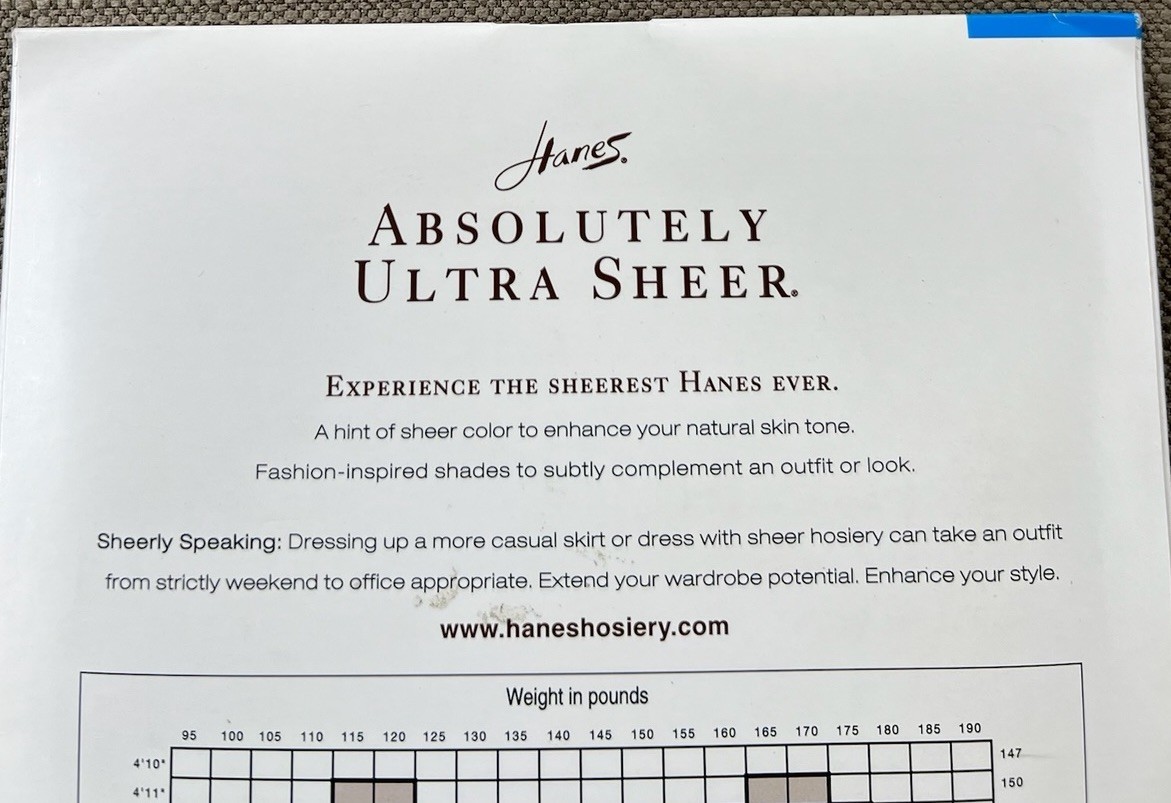 Hanes®
ABSOLUTELY
ULTRA SHEER®
EXPERIENCE THE SHEEREST HANES EVER.
A hint of sheer color to enhance your natural skin tone.
Fashion-inspired shades to subtly complement an outfit or look.
Sheerly Speaking: Dressing up a more casual skirt or dress with sheer hosiery can take an outfit
from strictly weekend to office appropriate. Extend your wardrobe potential. Enhance your style.
www.haneshosiery.com
Weight in pounds
95 100 105 110 115 120 125 130 135 140 145 150 155 160 165 170 175 180 185 190
4'10" 147
4'11" 150